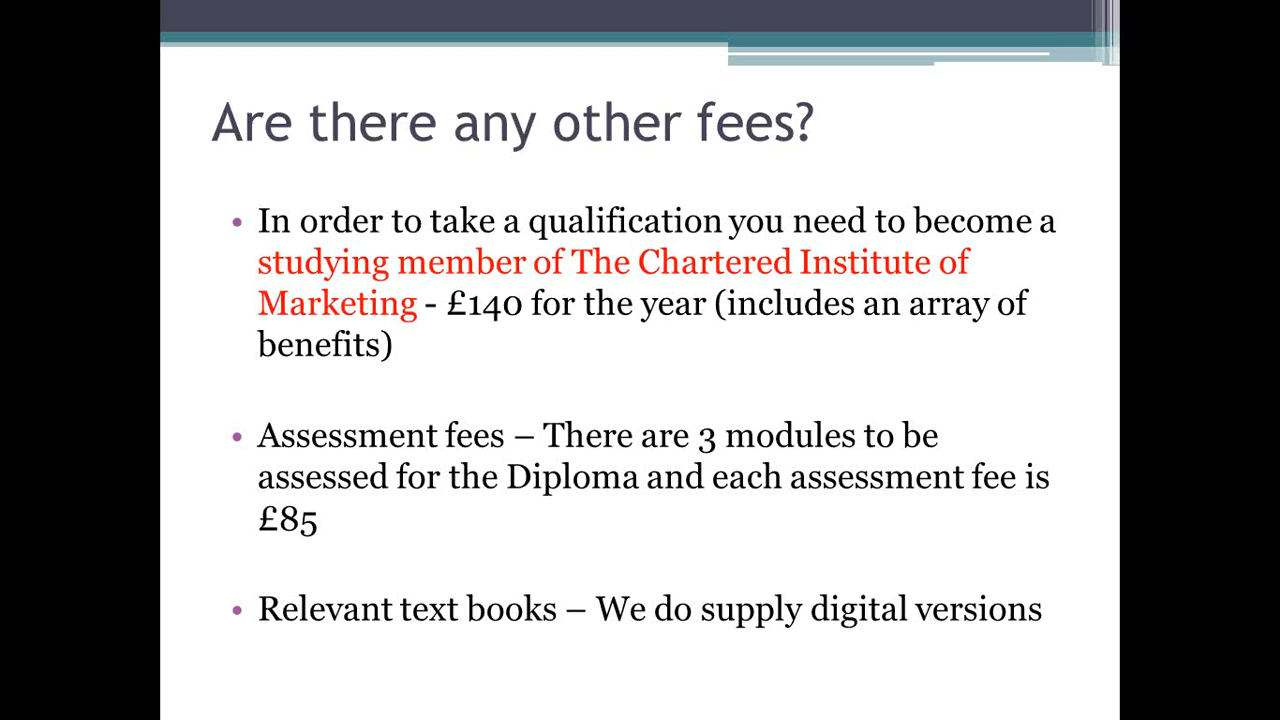 Are there any other fees?
• In order to take a qualification you need to become a
studying member of The Chartered Institute of
Marketing - £140 for the year (includes an array of
benefits)
• Assessment fees – There are 3 modules to be
assessed for the Diploma and each assessment fee is
£85
• Relevant text books – We do supply digital versions